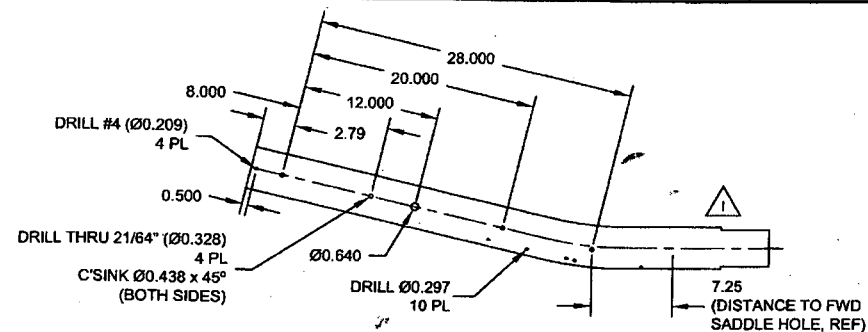 28.000
20.000
8.000
12.000
2.79
DRILL #4 (Ø0.209)
4 PL
0.500
DRILL THRU 21/64" (Ø0.328)
4 PL
C'SINK Ø0.438 x 45°
(BOTH SIDES)
Ø0.640
DRILL Ø0.297
10 PL
1
7.25
(DISTANCE TO FWD
SADDLE HOLE, REF)